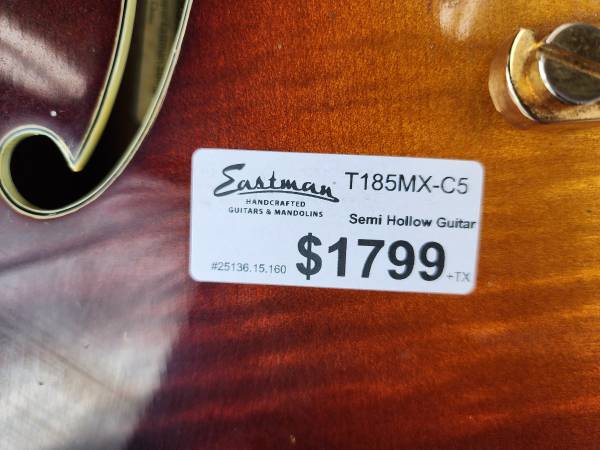 Eastman
HANDCRAFTED
GUITARS & MANDOLINS
T185MX-C5
Semi Hollow Guitar
#25136.15.160
$1799 +TX